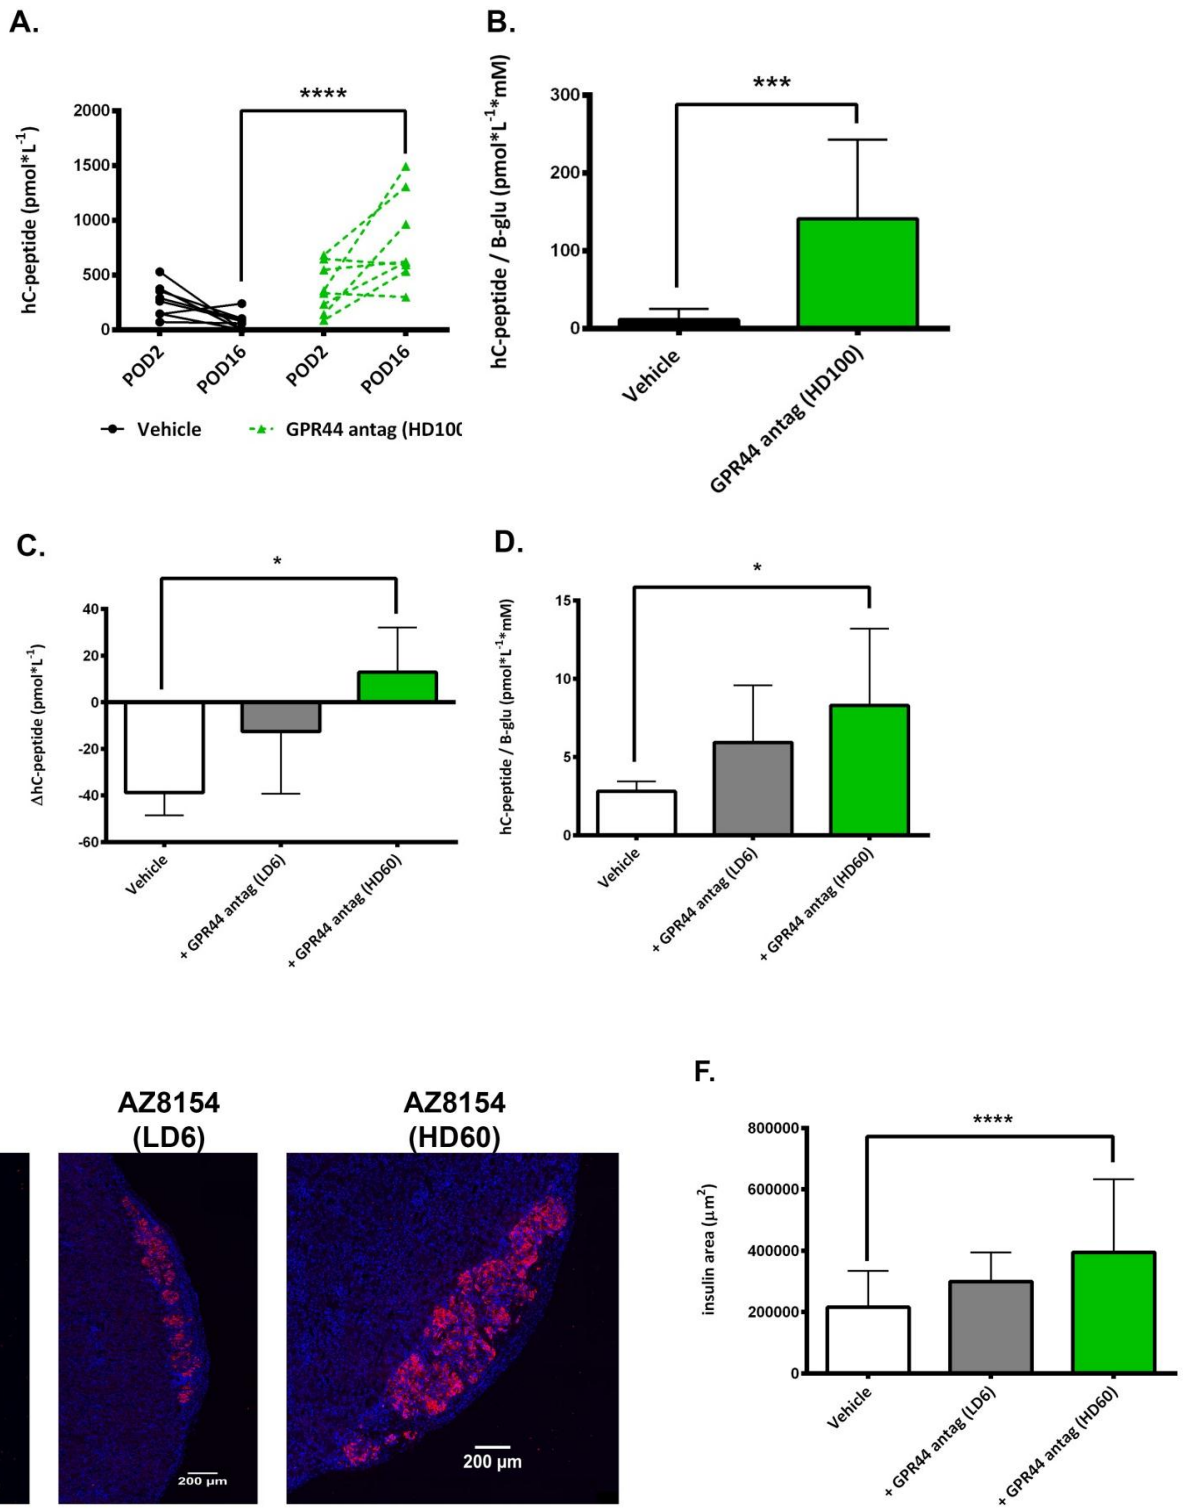 A.
hC-peptide (pmol*L-1)
2000
1500
1000
500
0
****
POD2
POD16
POD2
POD16
Vehicle
GPR44 antag (HD100
B.
hC-peptide / B-glu (pmol*L-1*mM)
300
200
100
0
***
Vehicle
GPR44 antag (HD100)
C.
ΔhC-peptide (pmol*L-1)
40
20
0
-20
-40
-60
*
Vehicle
+ GPR44 antag (LD6)
+ GPR44 antag (HD60)
D.
hC-peptide / B-glu (pmol*L-1*mM)
15
10
5
0
*
Vehicle
+ GPR44 antag (LD6)
+ GPR44 antag (HD60)
AZ8154
(LD6)
200 μm
AZ8154
(HD60)
200 μm
F.
insulin area (μm2)
800000
600000
400000
200000
0
****
Vehicle
+ GPR44 antag (LD6)
+ GPR44 antag (HD60)